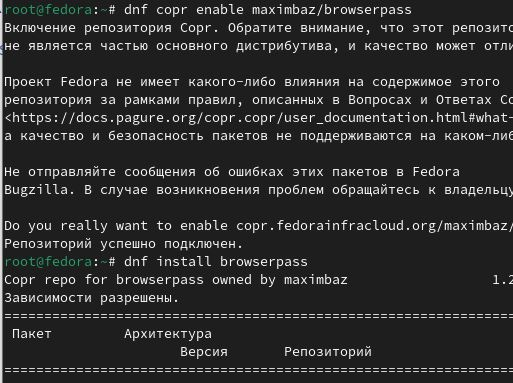 root@fedora:~# dnf copr enable maximbaz/browserpass
Включение репозитория Copr. Обратите внимание, что этот
не является частью основного дистрибутива, и качество может
Проект Fedora не имеет какого-либо влияния на содержимое этого
репозитория за рамками правил, описанных в Вопросах и Ответах
<https://docs.pagure.org/copr.copr/user_documentation.html#what-
а качество и безопасность пакетов не поддерживаются на
Не отправляйте сообщения об ошибках этих пакетов в Fedora
Bugzilla. В случае возникновения проблем обращайтесь к владельцу
Do you really want to enable copr.fedorainfracloud.org/maximbaz/
Репозиторий успешно подключен.
root@fedora:~# dnf install browserpass
Copr repo for browserpass owned by maximbaz 1.2
Зависимости разрешены.
Пакет Архитектура
Версия Репозиторий